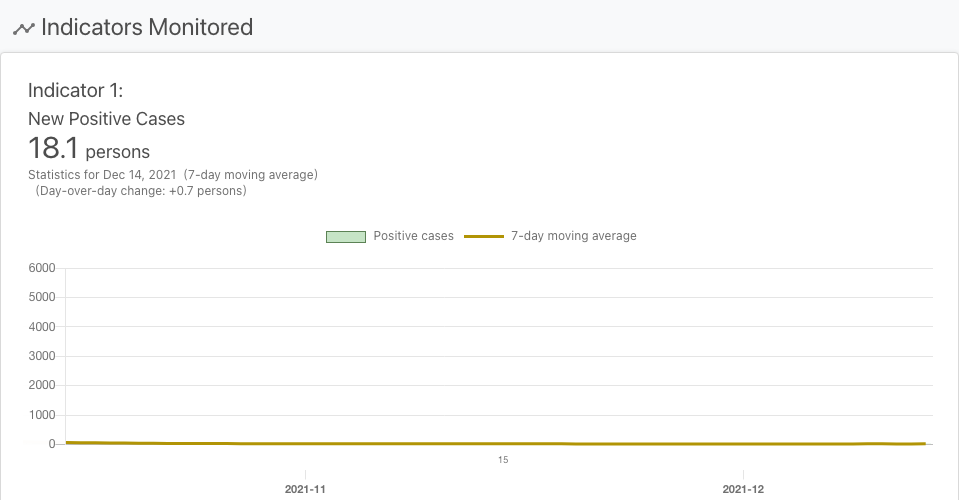 Indicators Monitored
Indicator 1:
New Positive Cases
18.1 persons
Statistics for Dec 14, 2021 (7-day moving average)
(Day-over-day change: +0.7 persons)
Positive cases 7-day moving average
6000
5000
4000
3000
2000
1000
0
15
2021-11 2021-12